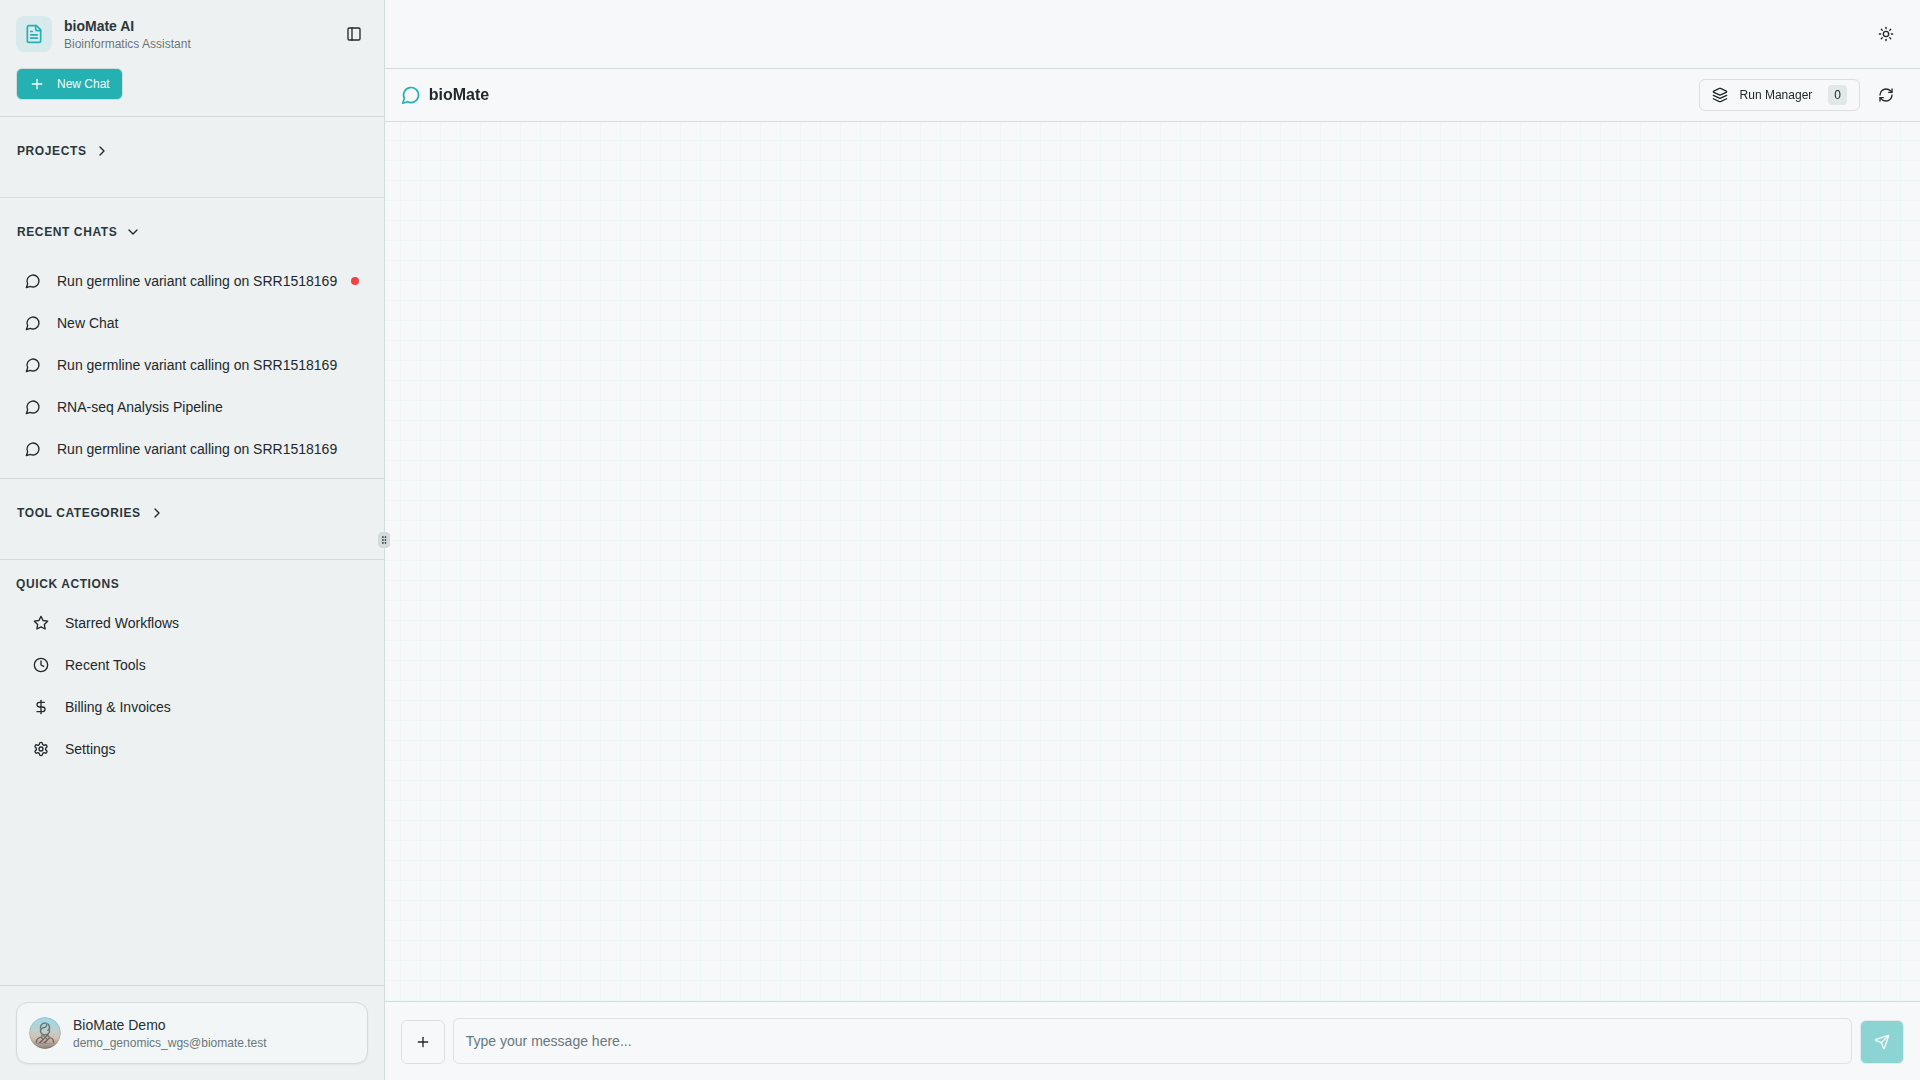 bioMate AI
Bioinformatics Assistant
New Chat
PROJECTS
RECENT CHATS
Run germline variant calling on SRR1518169
New Chat
Run germline variant calling on SRR1518169
RNA-seq Analysis Pipeline
Run germline variant calling on SRR1518169
TOOL CATEGORIES
QUICK ACTIONS
Starred Workflows
Recent Tools
Billing & Invoices
Settings
BioMate Demo
demo_genomics_wgs@biomate.test
bioMate
Run Manager 0
Type your message here...